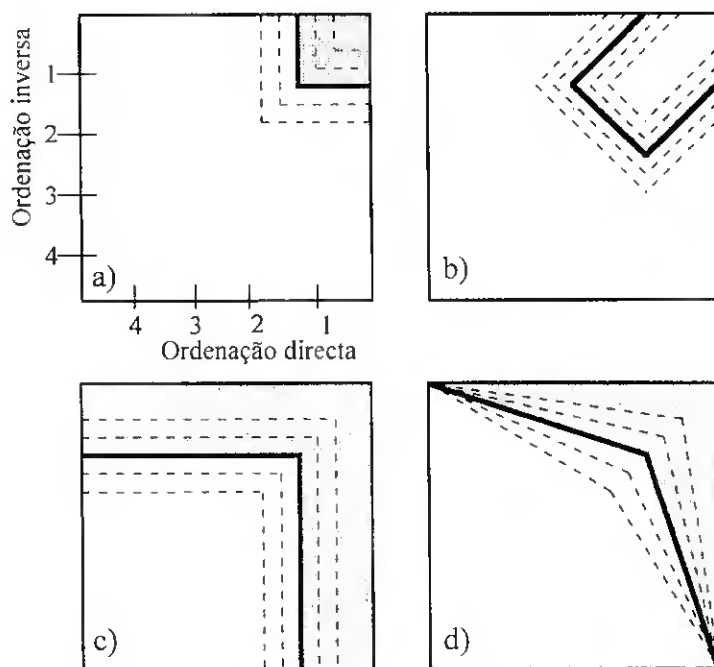 Ordenação inversa
1
2
3
4
a)
4 3 2 1
Ordenação directa
b)
c)
d)